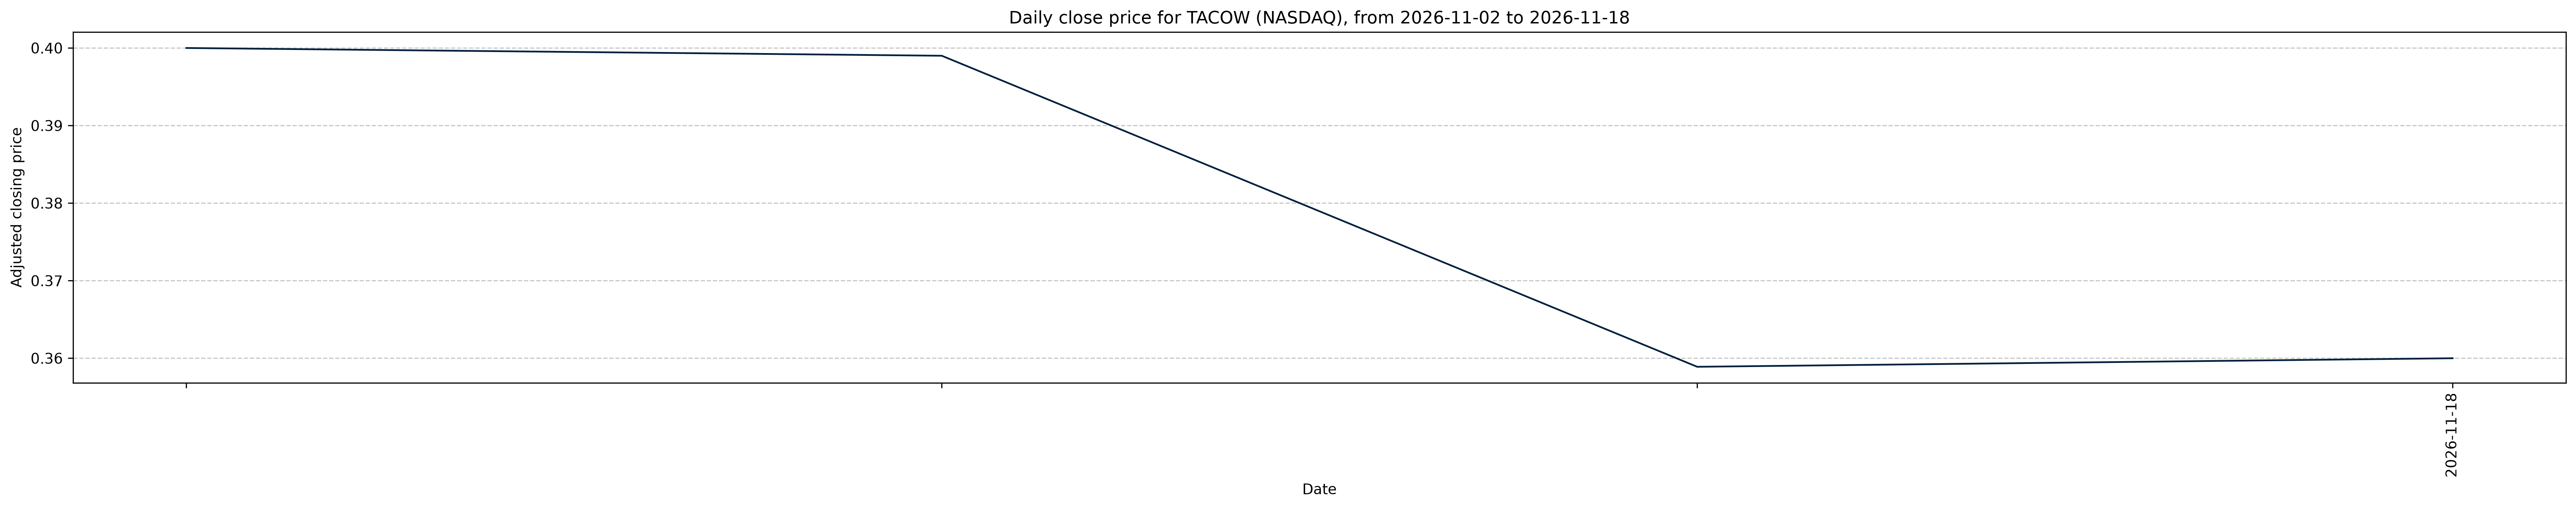 Daily close price for TACOW (NASDAQ), from 2026-11-02 to 2026-11-18
Adjusted closing price
0.40
0.39
0.38
0.37
0.36
2026-11-18
Date